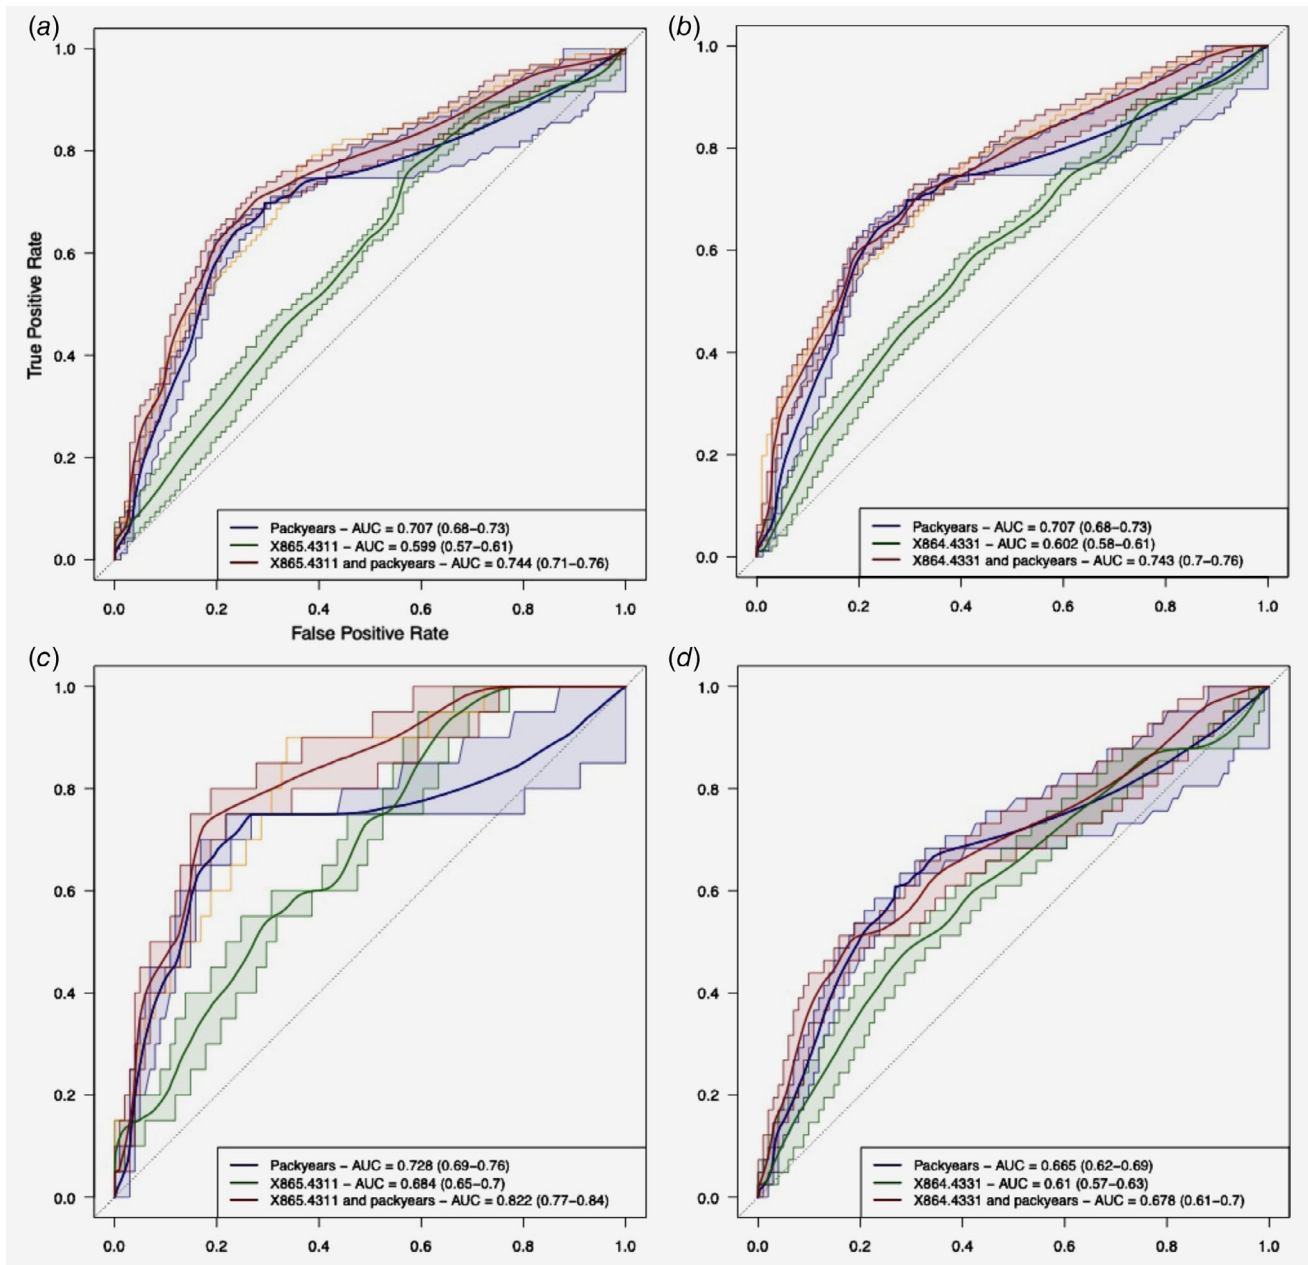 (a)
1.0
0.8
0.6
0.4
0.2
0.0
True Positive Rate
Packyears – AUC = 0.707 (0.68–0.73)
X865.4311 – AUC = 0.599 (0.57–0.61)
X865.4311 and packyears – AUC = 0.744 (0.71–0.76)
0.0 0.2 0.4 0.6 0.8 1.0
False Positive Rate
(b)
1.0
0.8
0.6
0.4
0.2
0.0
Packyears – AUC = 0.707 (0.68–0.73)
X864.4331 – AUC = 0.602 (0.58–0.61)
X864.4331 and packyears – AUC = 0.743 (0.7–0.76)
0.0 0.2 0.4 0.6 0.8 1.0
(c)
1.0
0.8
0.6
0.4
0.2
0.0
Packyears – AUC = 0.728 (0.69–0.76)
X865.4311 – AUC = 0.684 (0.65–0.7)
X865.4311 and packyears – AUC = 0.822 (0.77–0.84)
0.0 0.2 0.4 0.6 0.8 1.0
(d)
1.0
0.8
0.6
0.4
0.2
0.0
Packyears – AUC = 0.665 (0.62–0.69)
X864.4331 – AUC = 0.61 (0.57–0.63)
X864.4331 and packyears – AUC = 0.678 (0.61–0.7)
0.0 0.2 0.4 0.6 0.8 1.0